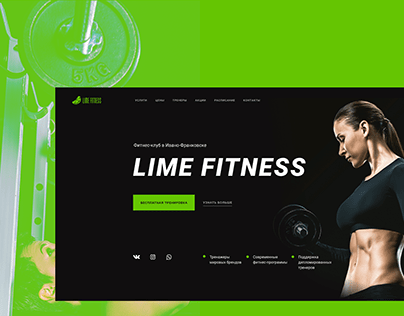 5KG
LIME FITNESS
УСЛУГИ ЦЕНЫ ТРЕНЕРЫ АКЦИИ РАСПИСАНИЕ КОНТАКТЫ
Фитнес-клуб в Ивано-Франковске
LIME FITNESS
БЕСПЛАТНАЯ ТРЕНИРОВКА УЗНАТЬ БОЛЬШЕ
Тренажеры Современные Поддержка
мировых брендов фитнес-программы дипломированных
тренеров